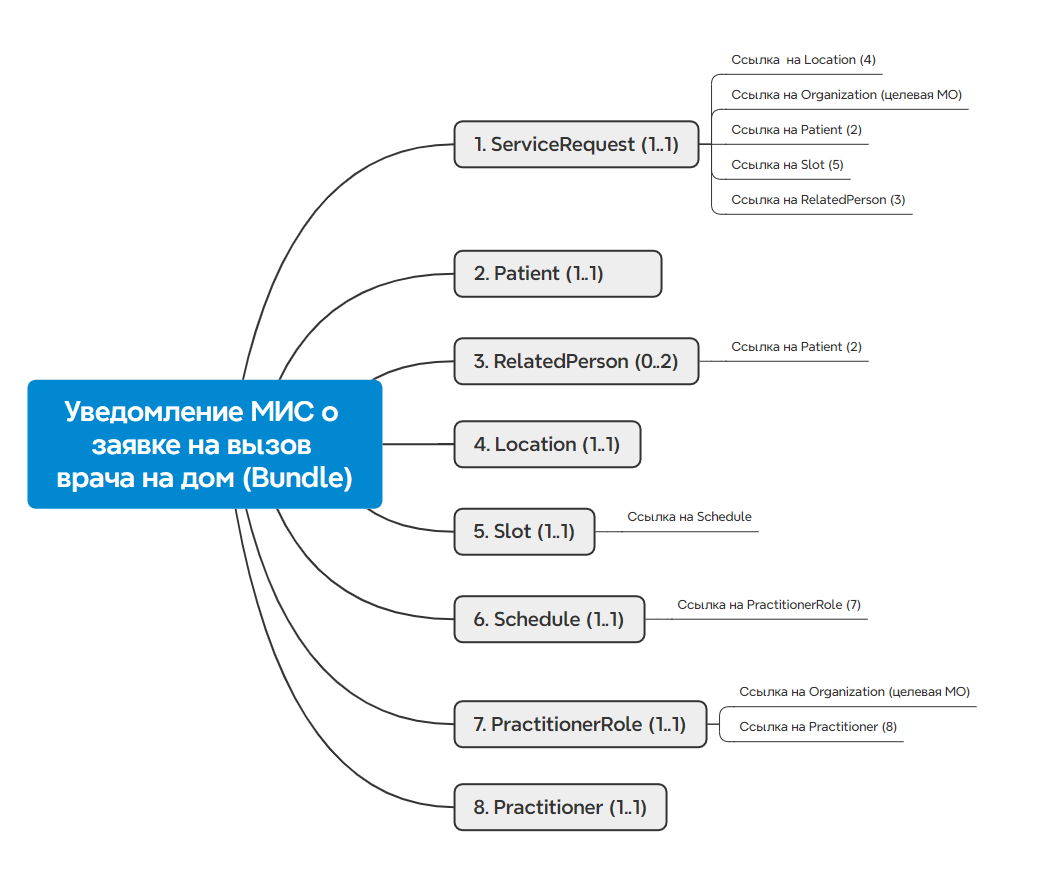 Уведомление МИС о
заявке на вызов
врача на дом (Bundle)
1. ServiceRequest (1..1)
Ссылка на Location (4)
Ссылка на Organization (целевая МО)
Ссылка на Patient (2)
Ссылка на Slot (5)
Ссылка на RelatedPerson (3)
2. Patient (1..1)
3. RelatedPerson (0..2)
Ссылка на Patient (2)
4. Location (1..1)
5. Slot (1..1)
Ссылка на Schedule
6. Schedule (1..1)
Ссылка на PractitionerRole (7)
7. PractitionerRole (1..1)
Ссылка на Organization (целевая МО)
Ссылка на Practitioner (8)
8. Practitioner (1..1)